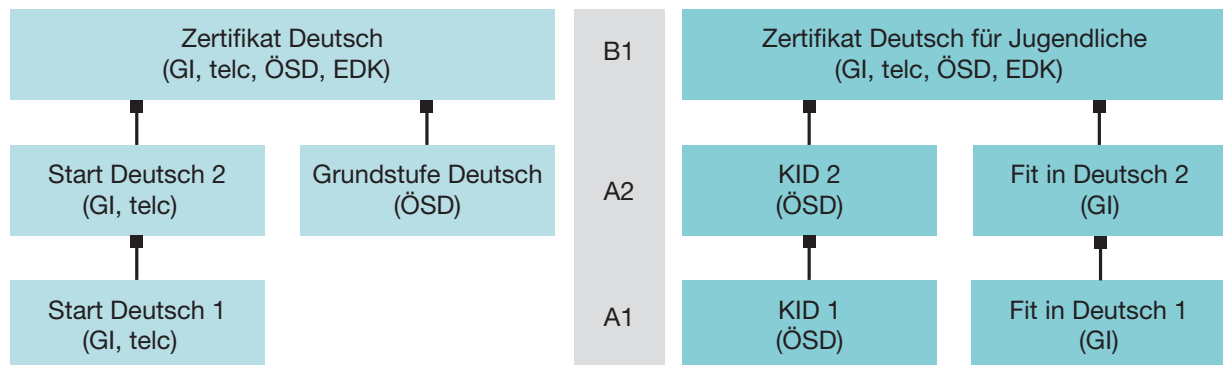 Zertifikat Deutsch
(GI, telc, ÖSD, EDK)
B1
Zertifikat Deutsch für Jugendliche
(GI, telc, ÖSD, EDK)
Start Deutsch 2
(GI, telc)
Grundstufe Deutsch
(ÖSD)
A2
KID 2
(ÖSD)
Fit in Deutsch 2
(GI)
Start Deutsch 1
(GI, telc)
A1
KID 1
(ÖSD)
Fit in Deutsch 1
(GI)